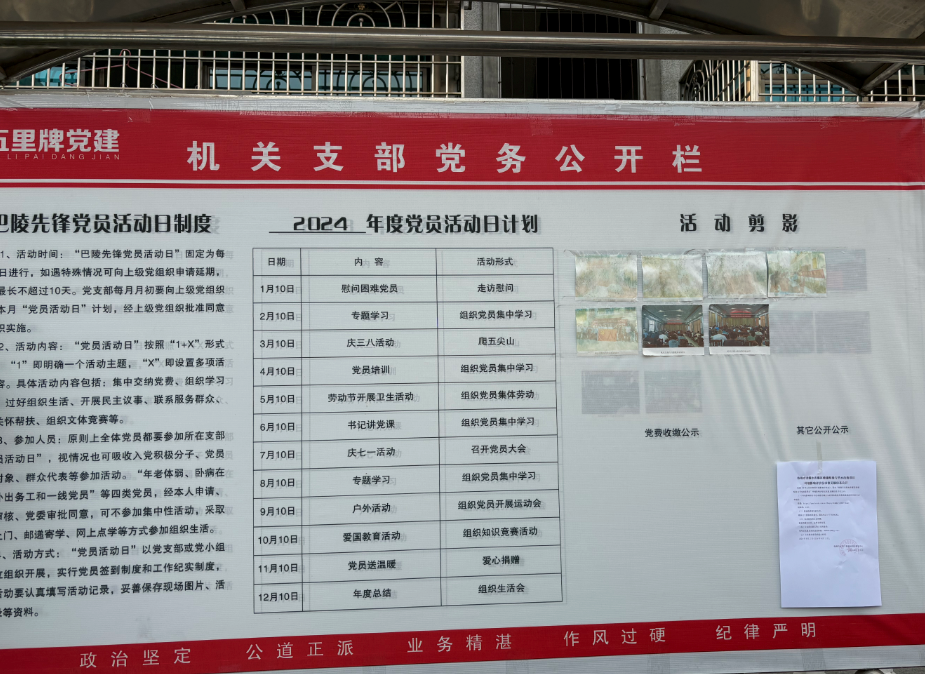 五里牌党建
LI PAI DANG JIAN
机关支部党务公开栏
巴陵先锋党员活动日制度
1、活动时间：“巴陵先锋党员活动日”固定为每
日进行，如遇特殊情况可向上级党组织申请延期，
最长不超过10天。党支部每月月初要向上级党组织
本月“党员活动日”计划，经上级党组织批准同意
织实施。
2、活动内容：“党员活动日”按照“1+X”形式
“1”即明确一个活动主题，“X”即设置多项活
容。具体活动内容包括：集中交纳党费、组织学习
过好组织生活、开展民主议事、联系服务群众、
关怀帮扶、组织文体竞赛等。
3、参加人员：原则上全体党员都要参加所在支部
员活动日”，视情况也可吸收入党积极分子、党员
对象、群众代表等参加活动。“年老体弱、卧病在
外出务工和一线党员”等四类党员，经本人申请、
审核、党委审批同意，可不参加集中性活动，采取
上门、邮递寄学、网上点学等方式参加组织生活。
、活动方式：“党员活动日”以党支部或党小组
位组织开展，实行党员签到制度和工作纪实制度，
活动要认真填写活动记录，妥善保存现场图片、活
录等资料。
2024 年度党员活动日计划
日期 内 容 活动形式
1月10日 慰问困难党员 走访慰问
2月10日 专题学习 组织党员集中学习
3月10日 庆三八活动 爬五尖山
4月10日 党员培训 组织党员集中学习
5月10日 劳动节开展卫生活动 组织党员集体劳动
6月10日 书记讲党课 组织党员集中学习
7月10日 庆七一活动 召开党员大会
8月10日 专题学习 组织党员集中学习
9月10日 户外活动 组织党员开展运动会
10月10日 爱国教育活动 组织知识竞赛活动
11月10日 党员送温暖 爱心捐赠
12月10日 年度总结 组织生活会
活动剪影
党费收缴公示
其它公开公示
政治坚定 公道正派 业务精湛 作风过硬 纪律严明